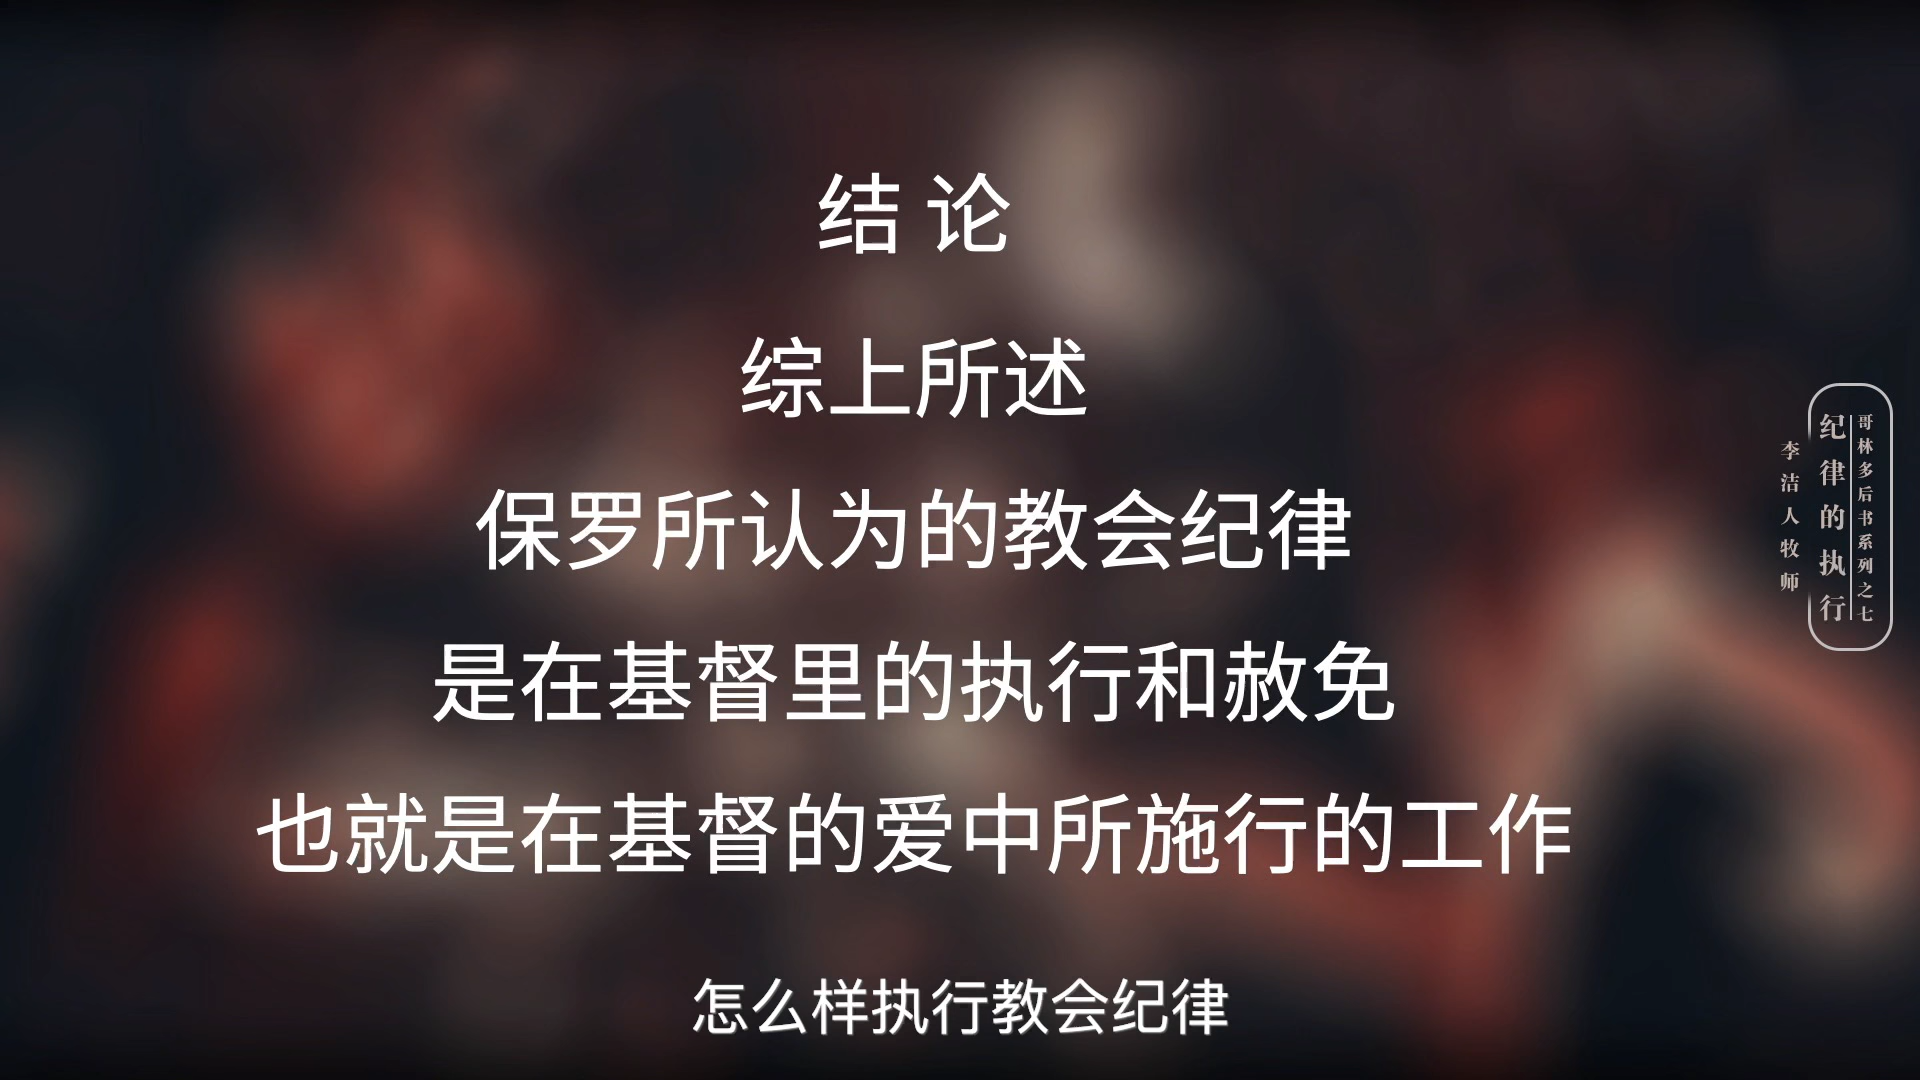 结 论
综上所述
保罗所认为的教会纪律
是在基督里的执行和赦免
也就是在基督的爱中所施行的工作
怎么样执行教会纪律
哥林多后书系列之七
纪律的执行
李洁人牧师